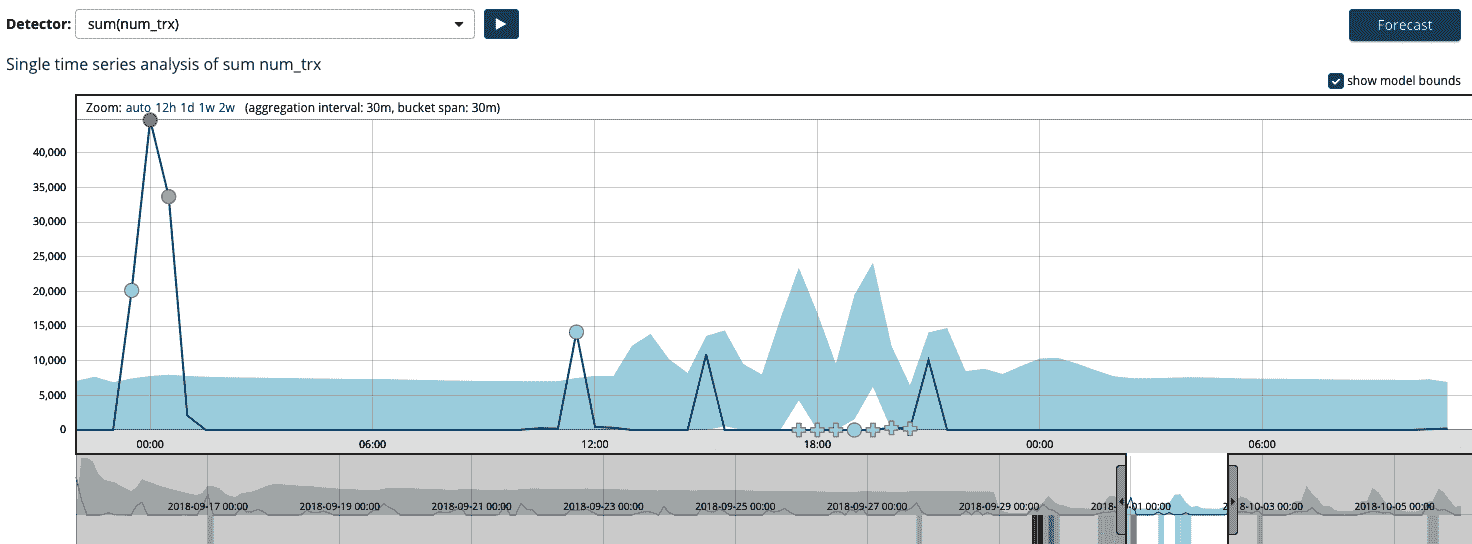 Detector: sum(num_trx) Forecast
Single time series analysis of sum num_trx
show model bounds
Zoom: auto 12h 1d 1w 2w (aggregation interval: 30m, bucket span: 30m)
40,000
35,000
30,000
25,000
20,000
15,000
10,000
5,000
0
00:00 06:00 12:00 18:00 00:00 06:00
2018-09-17 00:00 2018-09-19 00:00 2018-09-21 00:00 2018-09-23 00:00 2018-09-25 00:00 2018-09-27 00:00 2018-09-29 00:00 2018- -01 00:00 2 8-10-03 00:00 2018-10-05 00:00